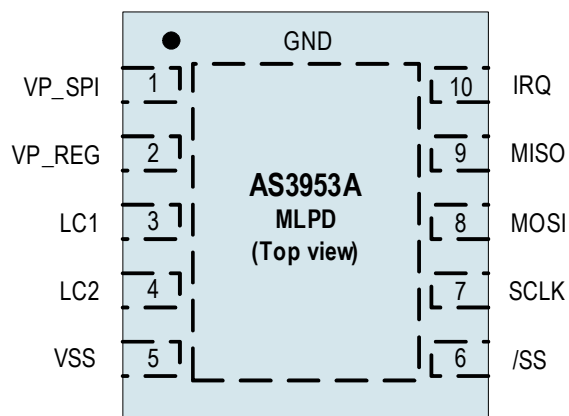 GND
VP_SPI 1 10 IRQ
VP_REG 2 9 MISO
AS3953A
MLPD
(Top view)
LC1 3 8 MOSI
LC2 4 7 SCLK
VSS 5 6 /SS